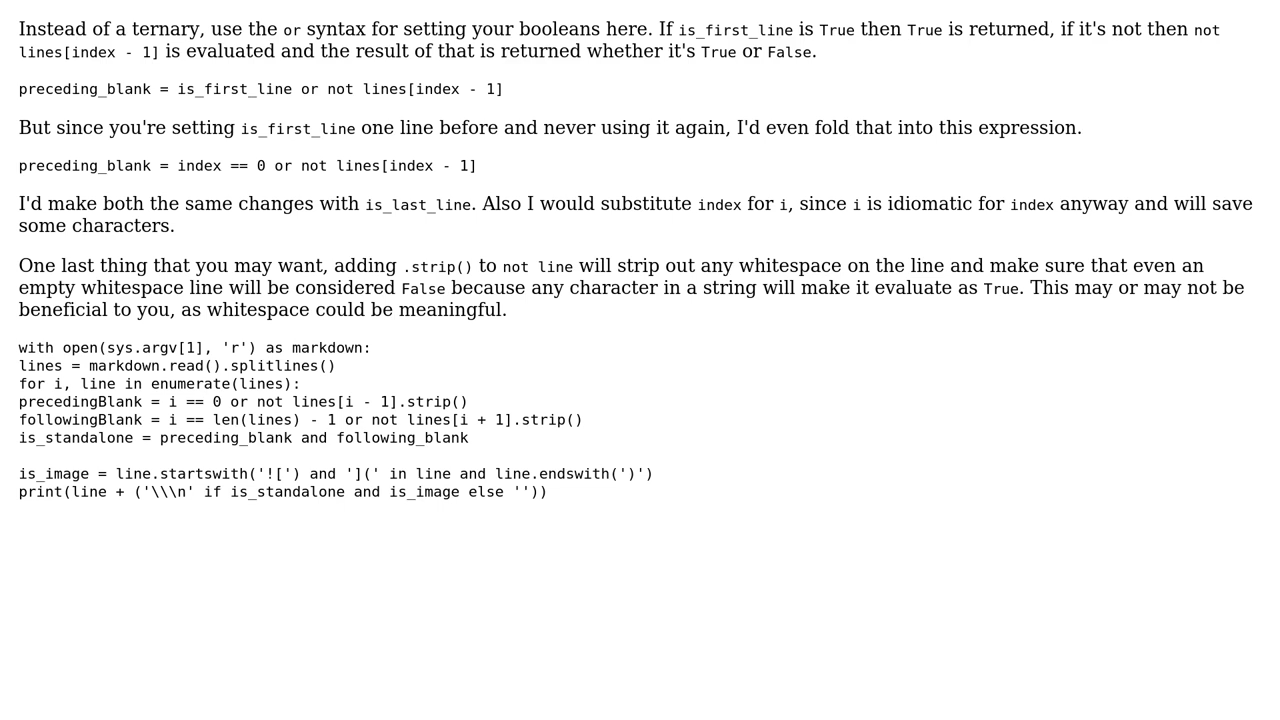 Instead of a ternary, use the or syntax for setting your booleans here. If is_first_line is True then True is returned, if it's not then not
lines[index - 1] is evaluated and the result of that is returned whether it's True or False.
preceding_blank = is_first_line or not lines[index - 1]
But since you're setting is_first_line one line before and never using it again, I'd even fold that into this expression.
preceding_blank = index == 0 or not lines[index - 1]
I'd make both the same changes with is_last_line. Also I would substitute index for i, since i is idiomatic for index anyway and will save
some characters.
One last thing that you may want, adding .strip() to not line will strip out any whitespace on the line and make sure that even an
empty whitespace line will be considered False because any character in a string will make it evaluate as True. This may or may not be
beneficial to you, as whitespace could be meaningful.
with open(sys.argv[1], 'r') as markdown:
lines = markdown.read().splitlines()
for i, line in enumerate(lines):
precedingBlank = i == 0 or not lines[i - 1].strip()
followingBlank = i == len(lines) - 1 or not lines[i + 1].strip()
is_standalone = preceding_blank and following_blank
is_image = line.startswith('![') and '](' in line and line.endswith(')')
print(line + ('\\\n' if is_standalone and is_image else ''))